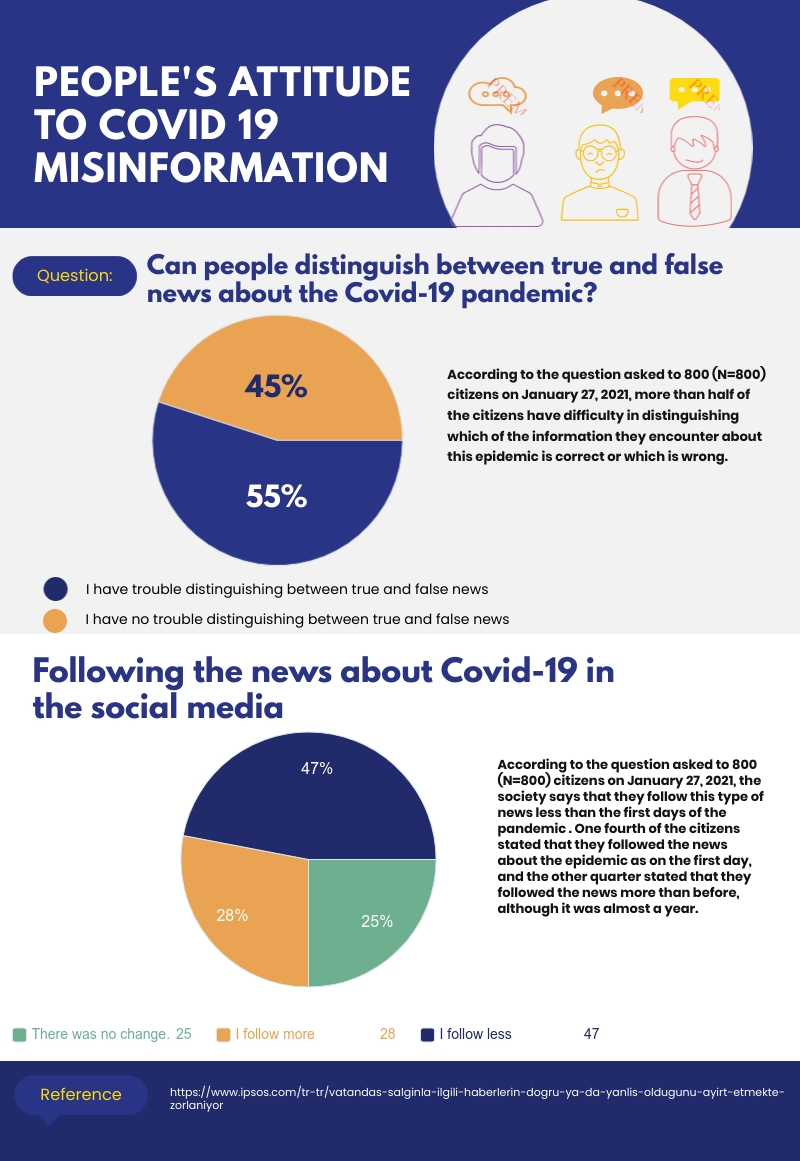 PEOPLE'S ATTITUDE
TO COVID 19
MISINFORMATION
Question:
Can people distinguish between true and false
news about the Covid-19 pandemic?
45%
55%
According to the question asked to 800 (N=800)
citizens on January 27, 2021, more than half of
the citizens have difficulty in distinguishing
which of the information they encounter about
this epidemic is correct or which is wrong.
I have trouble distinguishing between true and false news
I have no trouble distinguishing between true and false news
Following the news about Covid-19 in
the social media
47%
28%
25%
According to the question asked to 800
(N=800) citizens on January 27, 2021, the
society says that they follow this type of
news less than the first days of the
pandemic . One fourth of the citizens
stated that they followed the news
about the epidemic as on the first day,
and the other quarter stated that they
followed the news more than before,
although it was almost a year.
There was no change. 25 I follow more 28 I follow less 47
Reference
https://www.ipsos.com/tr-tr/vatandas-salginla-ilgili-haberlerin-dogru-ya-da-yanlis-oldugunu-ayirt-etmekte-
zorlaniyor